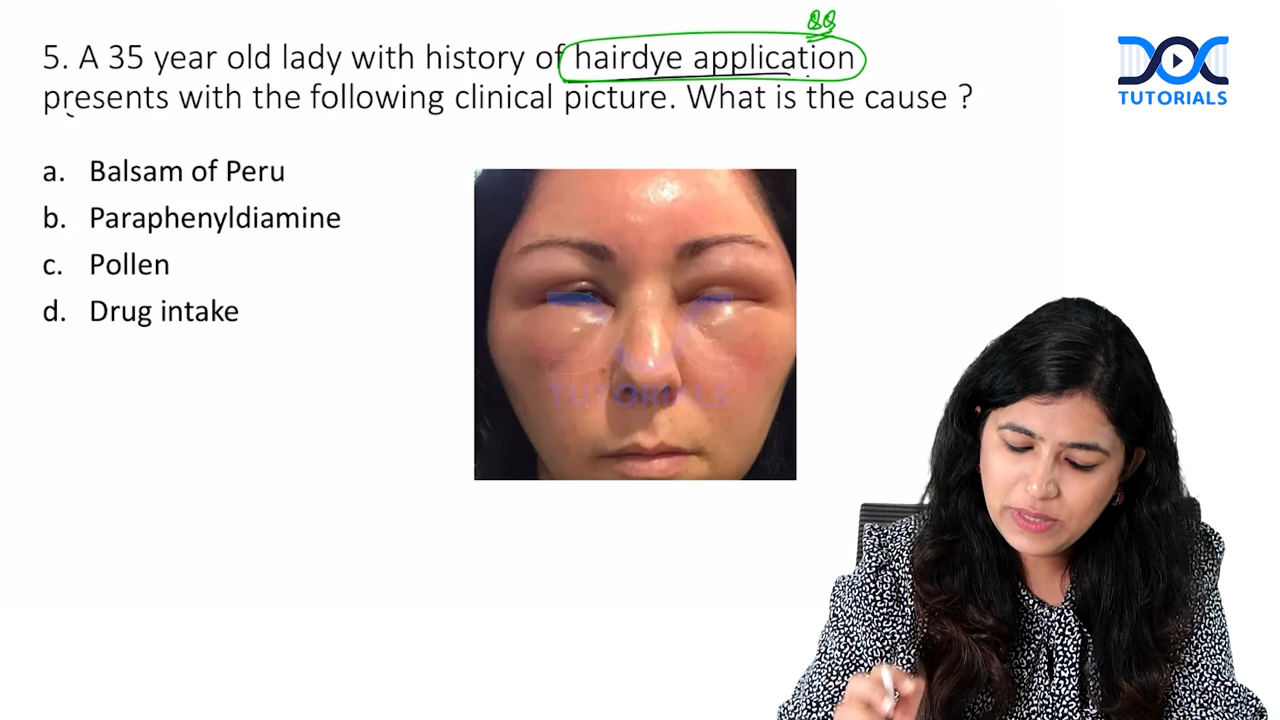 5. A 35 year old lady with history of hairdye application
presents with the following clinical picture. What is the cause ?
TUTORIALS
a. Balsam of Peru
b. Paraphenyldiamine
c. Pollen
d. Drug intake
TUTORIALS